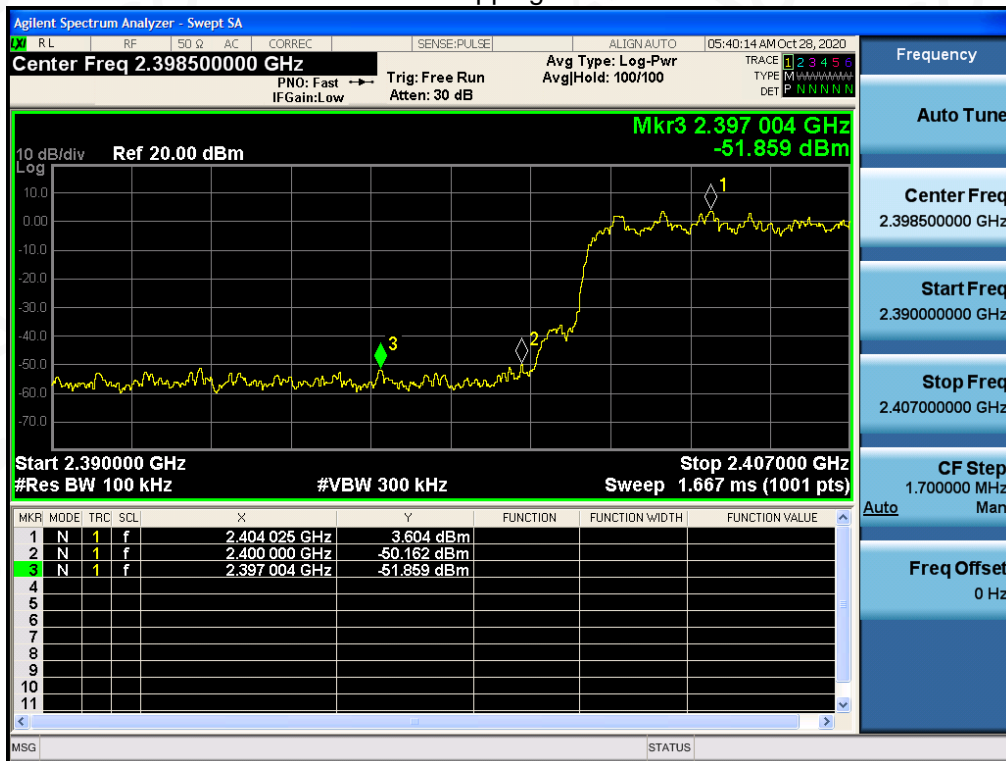 pping
Agilent Spectrum Analyzer - Swept SA
LXI RL RF 50 Ω AC CORREC SENSE:PULSE ALIGN AUTO 05:40:14 AM Oct 28, 2020
Center Freq 2.398500000 GHz
PNO: Fast
IFGain:Low
Trig: Free Run
Atten: 30 dB
Avg Type: Log-Pwr
Avg|Hold: 100/100
TRACE 1 2 3 4 5 6
TYPE M
DET P N N N N N
Mkr3 2.397 004 GHz
-51.859 dBm
10 dB/div Ref 20.00 dBm
Log
10.0
0.00
-10.0
-20.0
-30.0
-40.0
-50.0
-60.0
-70.0
1
2
3
Start 2.390000 GHz Stop 2.407000 GHz
#Res BW 100 kHz #VBW 300 kHz Sweep 1.667 ms (1001 pts)
MKR MODE TRC SCL X Y FUNCTION FUNCTION WIDTH FUNCTION VALUE
1 N 1 f 2.404 025 GHz 3.604 dBm
2 N 1 f 2.400 000 GHz -50.162 dBm
3 N 1 f 2.397 004 GHz -51.859 dBm
4
5
6
7
8
9
10
11
MSG STATUS
Frequency
Auto Tune
Center Freq
2.398500000 GHz
Start Freq
2.390000000 GHz
Stop Freq
2.407000000 GHz
CF Step
1.700000 MHz
Auto Man
Freq Offset
0 Hz